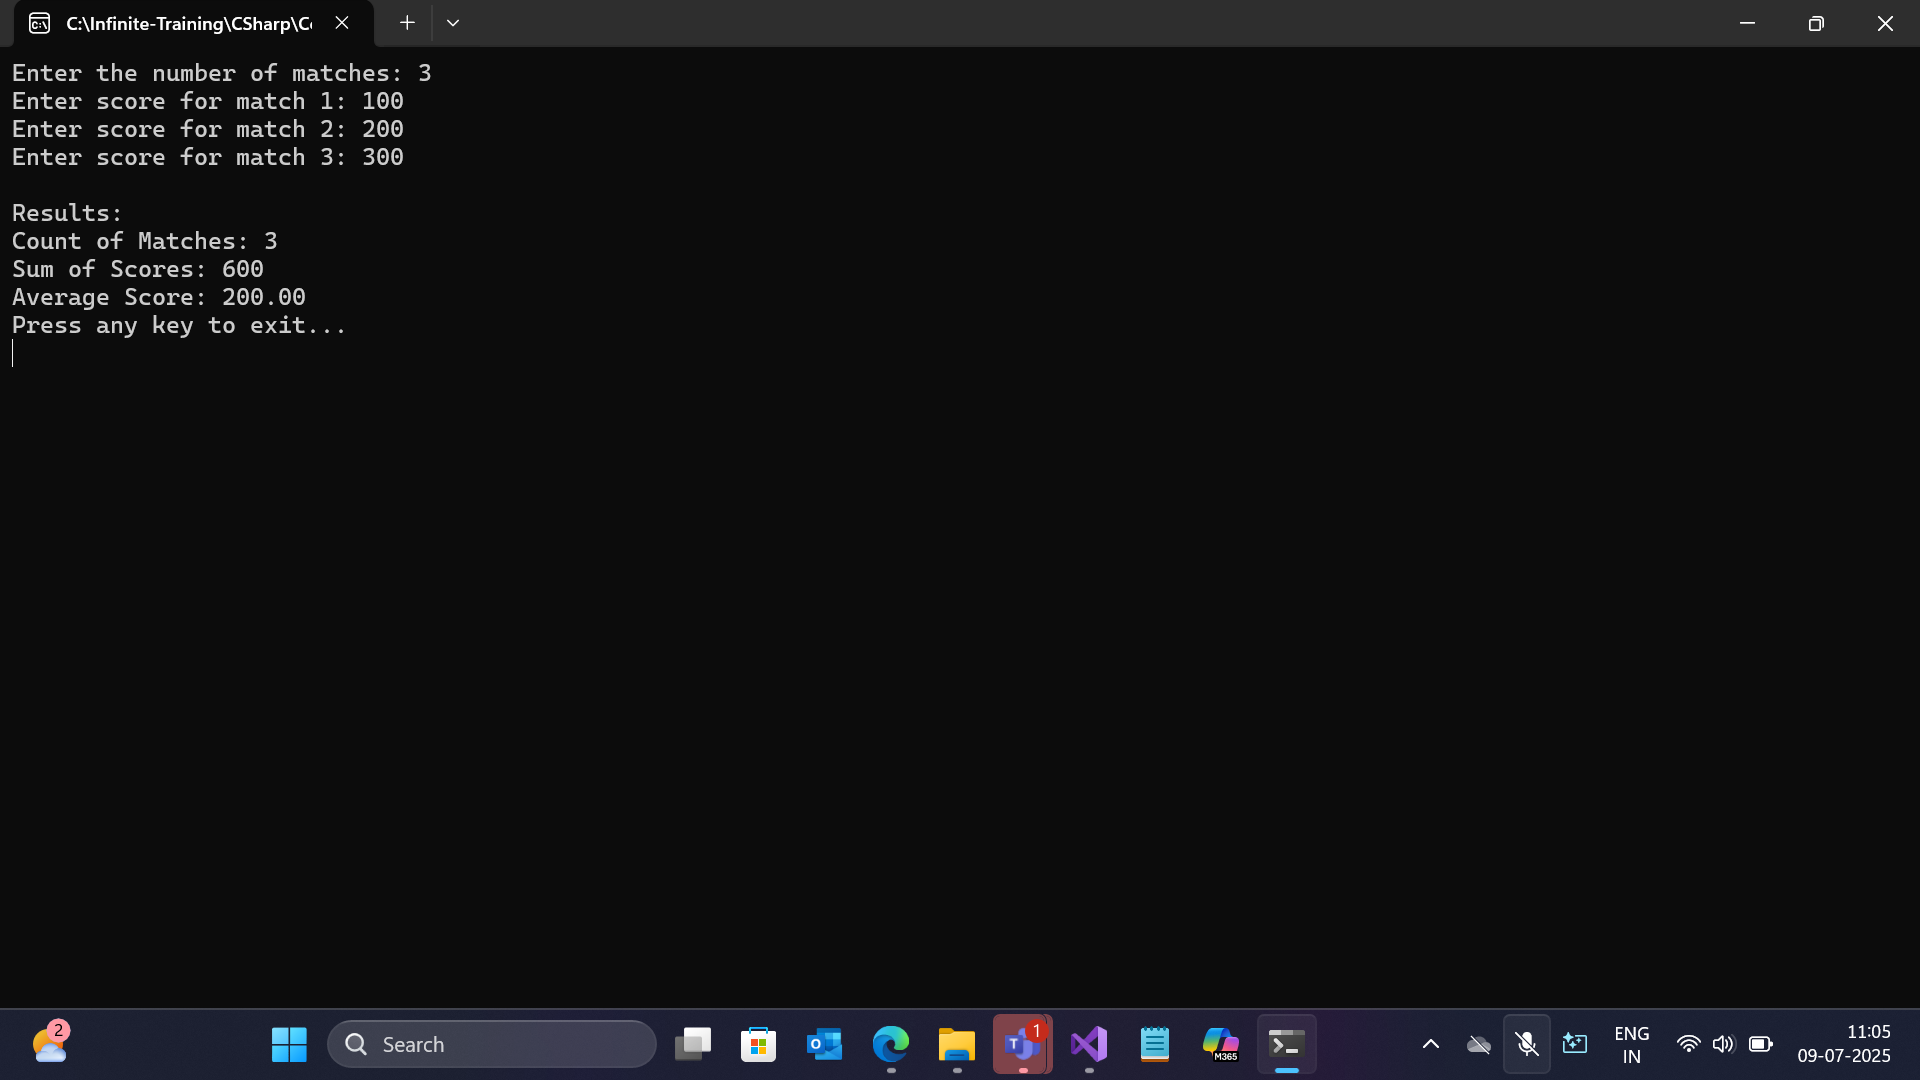 C:\Infinite-Training\CSharp\C
Enter the number of matches: 3
Enter score for match 1: 100
Enter score for match 2: 200
Enter score for match 3: 300
Results:
Count of Matches: 3
Sum of Scores: 600
Average Score: 200.00
Press any key to exit...
2
Search
1
M365
ENG
IN
11:05
09-07-2025